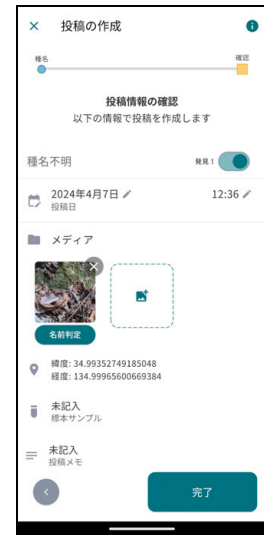 投稿の作成
種名
確認
投稿情報の確認
以下の情報で投稿を作成します
種名不明
発見！
2024年4月7日
12:36
投稿日
メディア
名前判定
緯度: 34.99352749185048
経度: 134.99965600669384
未記入
標本サンプル
未記入
投稿メモ
完了